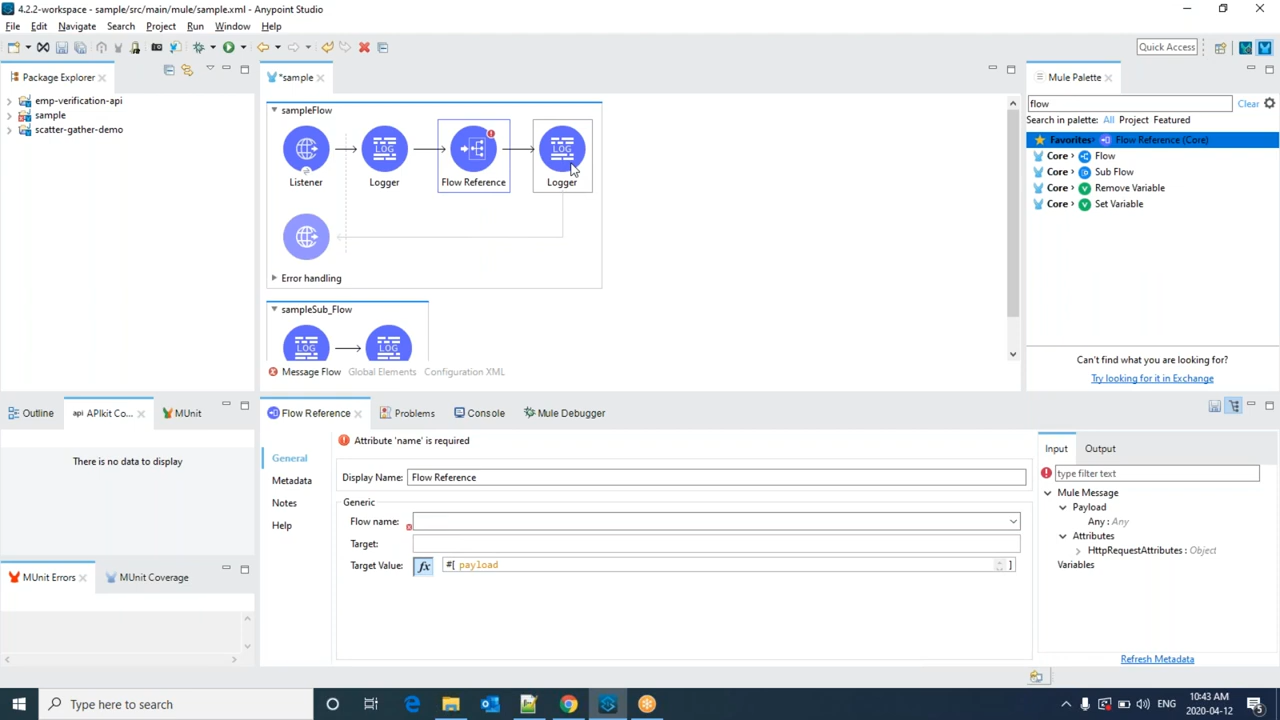 4.2.2-workspace - sample/src/main/mule/sample.xml - Anypoint Studio
File Edit Navigate Search Project Run Window Help
Quick Access
Package Explorer
emp-verification-api
sample
scatter-gather-demo
*sample
sampleFlow
LOG
LOG
Listener
Logger
Flow Reference
Logger
Error handling
sampleSub_Flow
LOG
LOG
Message Flow Global Elements Configuration XML
Mule Palette
flow
Clear
Search in palette: All Project Featured
Favorites> Flow Reference (Core)
Core> Flow
Core> Sub Flow
Core> Remove Variable
Core> Set Variable
Can't find what you are looking for?
Try looking for it in Exchange
Outline
api APIkit Co...
MUnit
There is no data to display
MUnit Errors
MUnit Coverage
Flow Reference
Problems
Console
Mule Debugger
Attribute 'name' is required
General
Metadata
Notes
Help
Display Name: Flow Reference
Generic
Flow name:
Target:
Target Value: fx #[ payload ]
Input Output
type filter text
Mule Message
Payload
Any : Any
Attributes
HttpRequestAttributes : Object
Variables
Refresh Metadata
Type here to search
ENG
10:43 AM
2020-04-12
5